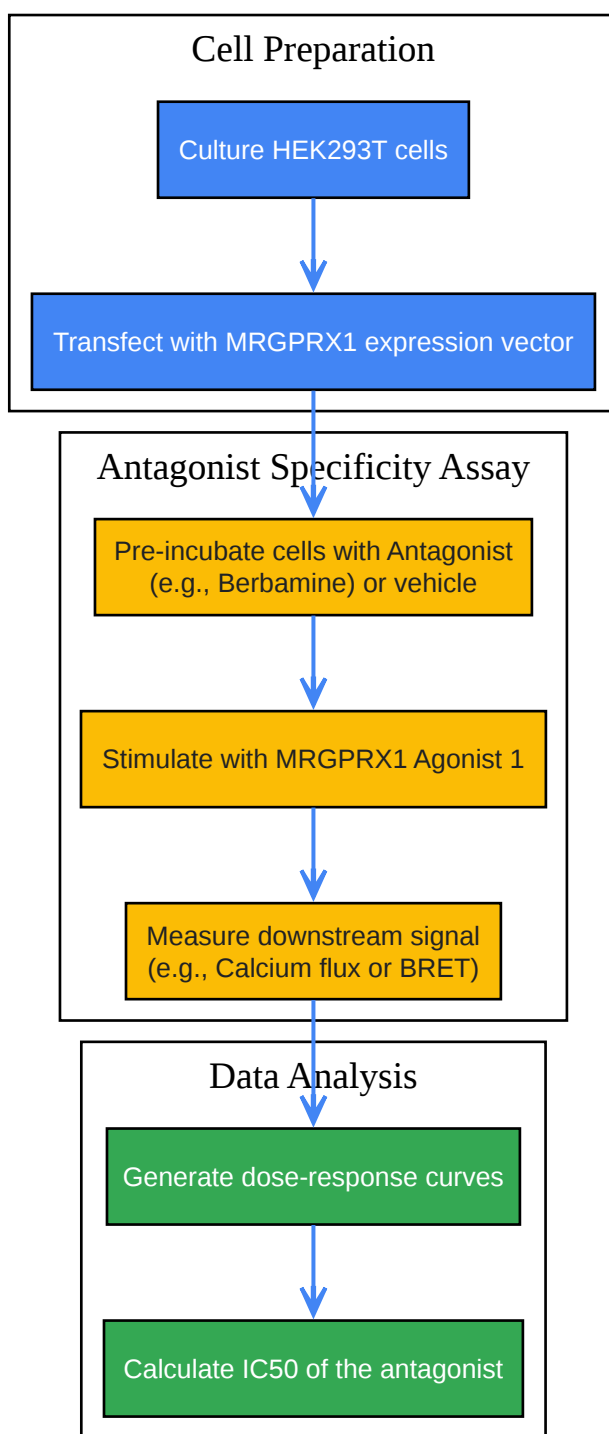 Cell Preparation
Culture HEK293T cells
Transfect with MRGPRX1 expression vector
Antagonist Specificity Assay
Pre-incubate cells with Antagonist
(e.g., Berbamine) or vehicle
Stimulate with MRGPRX1 Agonist 1
Measure downstream signal
(e.g., Calcium flux or BRET)
Data Analysis
Generate dose-response curves
Calculate IC50 of the antagonist